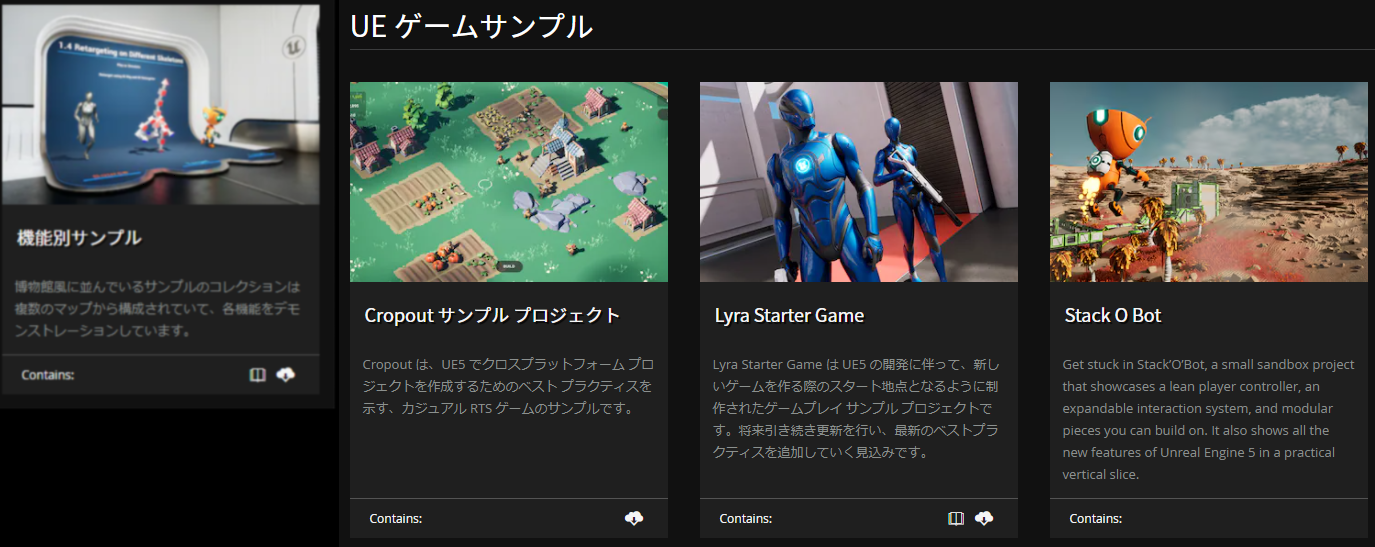 1.4 Retargeting on Different Skeletons
機能別サンプル
博物館風に並んでいるサンプルのコレクションは
複数のマップから構成されていて、各機能をデモ
ンストレーションしています。
Contains:
UE ゲームサンプル
BUILD
Cropout サンプル プロジェクト
Cropout は、UE5 でクロスプラットフォーム プロ
ジェクトを作成するためのベスト プラクティスを
示す、カジュアル RTS ゲームのサンプルです。
Contains:
Lyra Starter Game
Lyra Starter Game は UE5 の開発に伴って、新し
いゲームを作る際のスタート地点となるように制
作されたゲームプレイ サンプル プロジェクトで
す。将来引き続き更新を行い、最新のベストプラ
クティスを追加していく見込みです。
Contains:
Stack O Bot
Get stuck in Stack’O’Bot, a small sandbox project
that showcases a lean player controller, an
expandable interaction system, and modular
pieces you can build on. It also shows all the
new features of Unreal Engine 5 in a practical
vertical slice.
Contains: